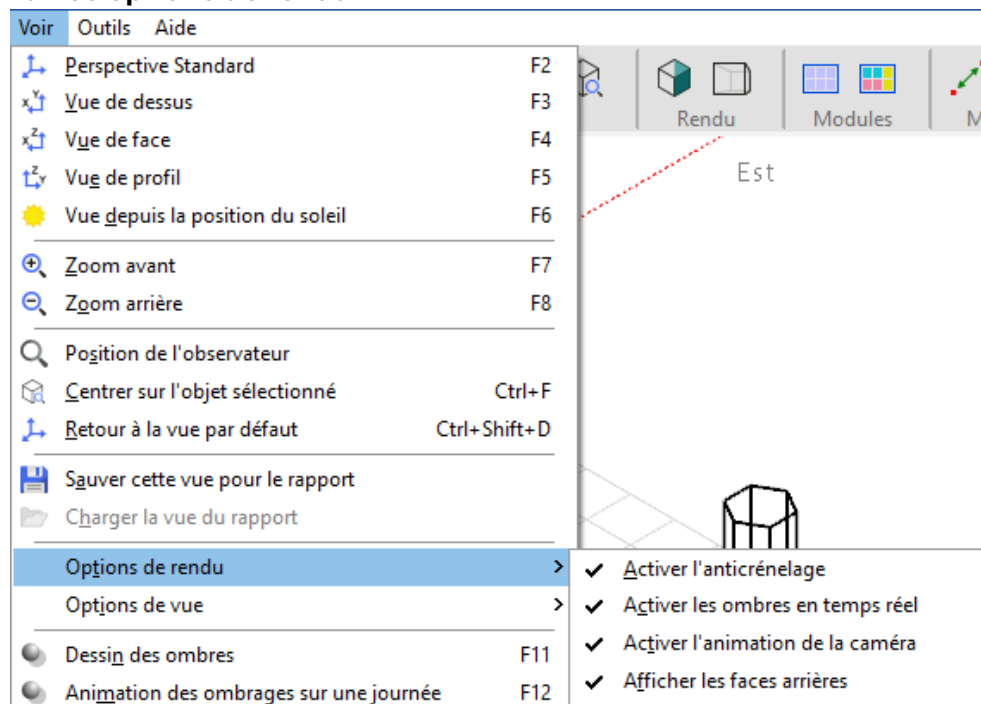 Voir Outils Aide
Perspective Standard F2
Vue de dessus F3
Vue de face F4
Vue de profil F5
Vue depuis la position du soleil F6
Zoom avant F7
Zoom arrière F8
Position de l'observateur
Centrer sur l'objet sélectionné Ctrl+F
Retour à la vue par défaut Ctrl+Shift+D
Sauver cette vue pour le rapport
Charger la vue du rapport
Options de rendu
Options de vue
Dessin des ombres F11
Animation des ombrages sur une journée F12
Rendu Modules M
Est
Activer l'anticrénelage
Activer les ombres en temps réel
Activer l'animation de la caméra
Afficher les faces arrières